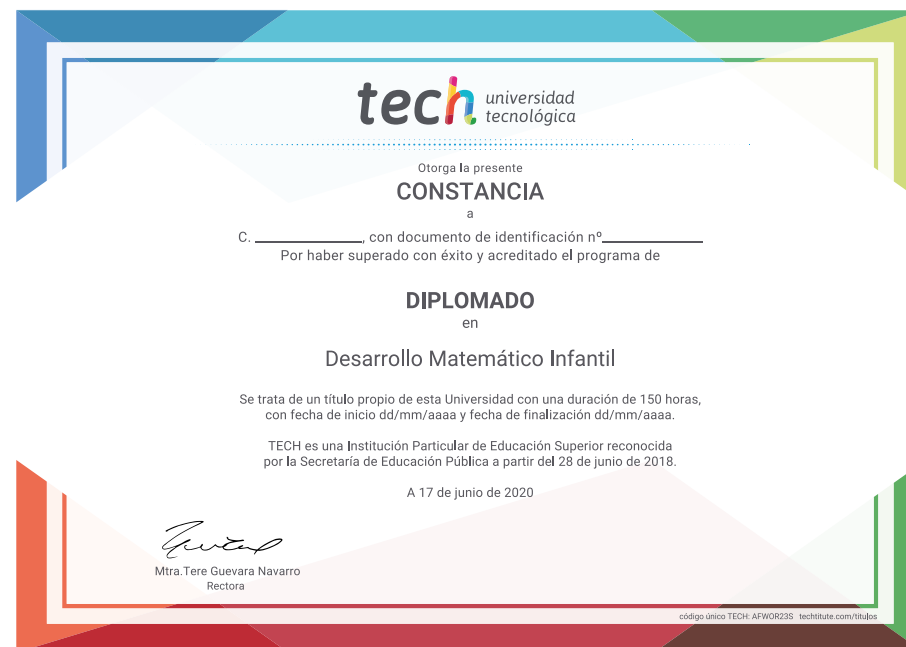 tech universidad
tecnológica
Otorga la presente
CONSTANCIA
a
C. ______________, con documento de identificación nº_____________
Por haber superado con éxito y acreditado el programa de
DIPLOMADO
en
Desarrollo Matemático Infantil
Se trata de un título propio de esta Universidad con una duración de 150 horas,
con fecha de inicio dd/mm/aaaa y fecha de finalización dd/mm/aaaa.
TECH es una Institución Particular de Educación Superior reconocida
por la Secretaría de Educación Pública a partir del 28 de junio de 2018.
A 17 de junio de 2020
Mtra.Tere Guevara Navarro
Rectora
código único TECH: AFWOR23S techtitute.com/titulos